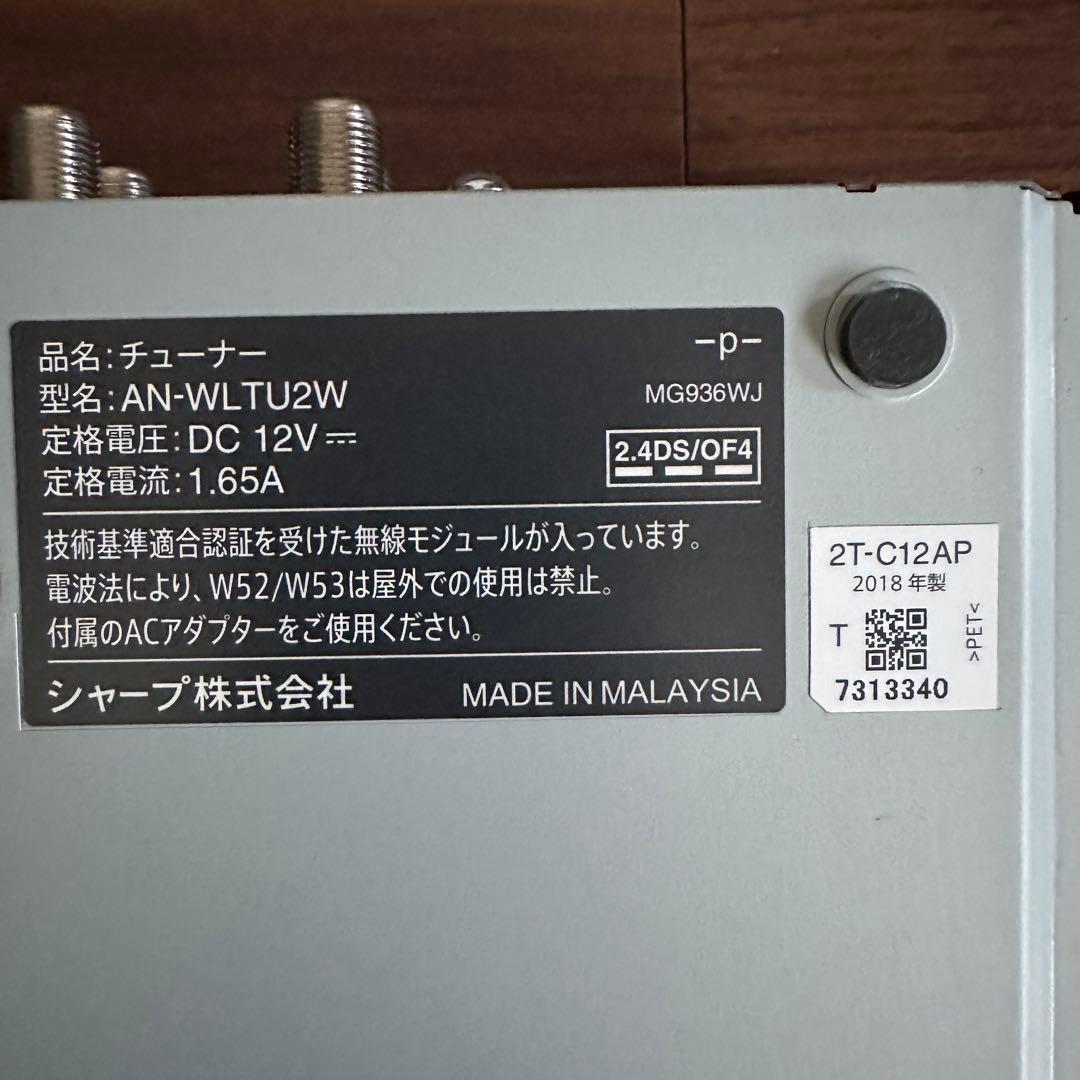 品名:チューナー
型名:AN-WLTU2W
定格電圧:DC 12V⎓
定格電流:1.65A
-p-
MG936WJ
2.4DS/OF4
技術基準適合認証を受けた無線モジュールが入っています。
電波法により、W52/W53は屋外での使用は禁止。
付属のACアダプターをご使用ください。
シャープ株式会社 MADE IN MALAYSIA
2T-C12AP
2018年製
T
>PET<
7313340